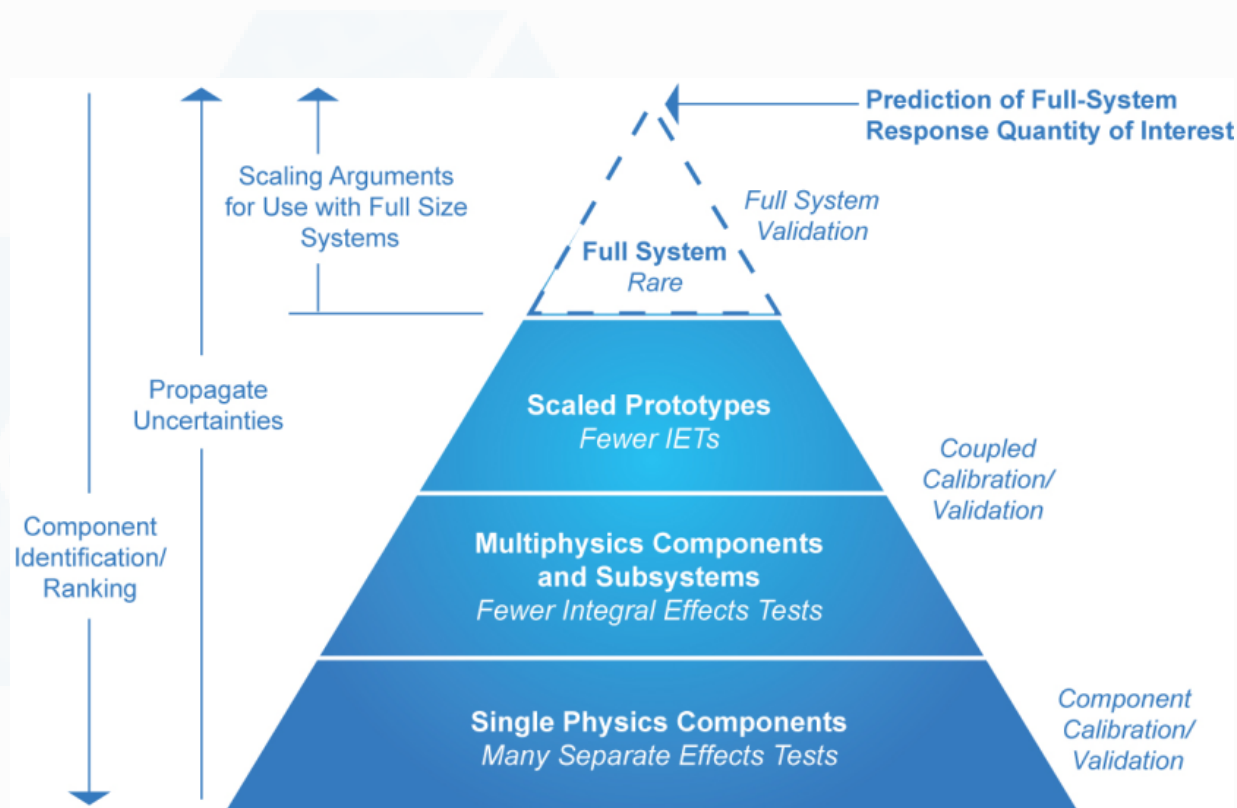 Prediction of Full-System
Response Quantity of Interest
Scaling Arguments
for Use with Full Size
Systems
Full System
Validation
Full System
Rare
Propagate
Uncertainties
Scaled Prototypes
Fewer IETs
Coupled
Calibration/
Validation
Component
Identification/
Ranking
Multiphysics Components
and Subsystems
Fewer Integral Effects Tests
Single Physics Components
Many Separate Effects Tests
Component
Calibration/
Validation